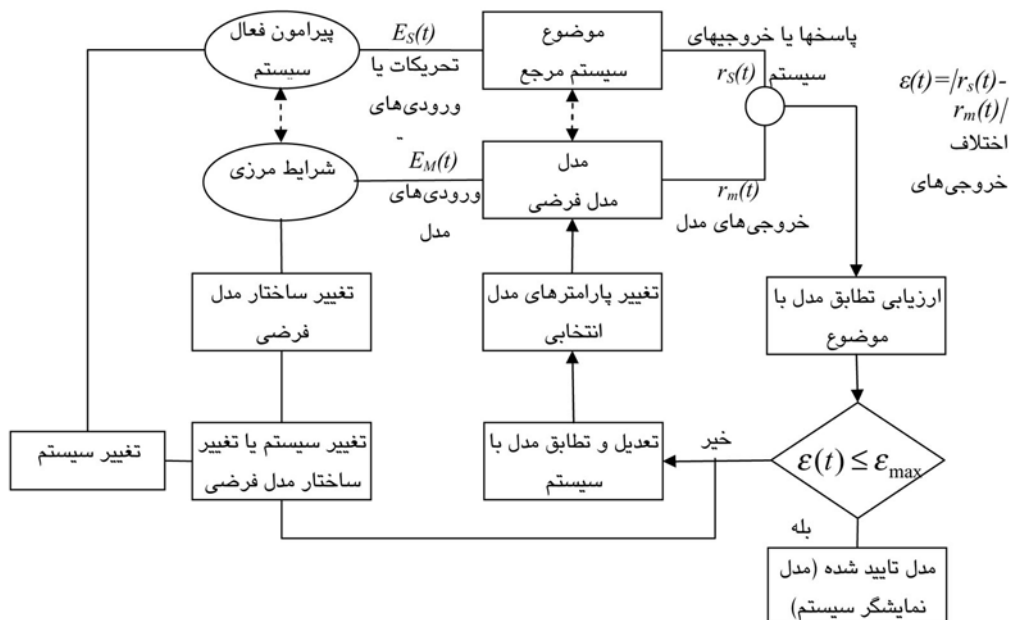 پیرامون فعال
سیستم
E_S(t)
تحریکات یا
ورودی‌های
موضوع
سیستم مرجع
پاسخها یا خروجیهای
سیستم
r_S(t)
ε(t)=|r_s(t)-
r_m(t)|
اختلاف
خروجی‌های
شرایط مرزی
E_M(t)
ورودی‌های
مدل
مدل
مدل فرضی
r_m(t)
خروجی‌های مدل
تغییر ساختار مدل
فرضی
تغییر پارامترهای مدل
انتخابی
ارزیابی تطابق مدل با
موضوع
تغییر سیستم
تغییر سیستم یا تغییر
ساختار مدل فرضی
تعدیل و تطابق مدل با
سیستم
خیر
ε(t) ≤ ε_max
بله
مدل تایید شده (مدل
نمایشگر سیستم)